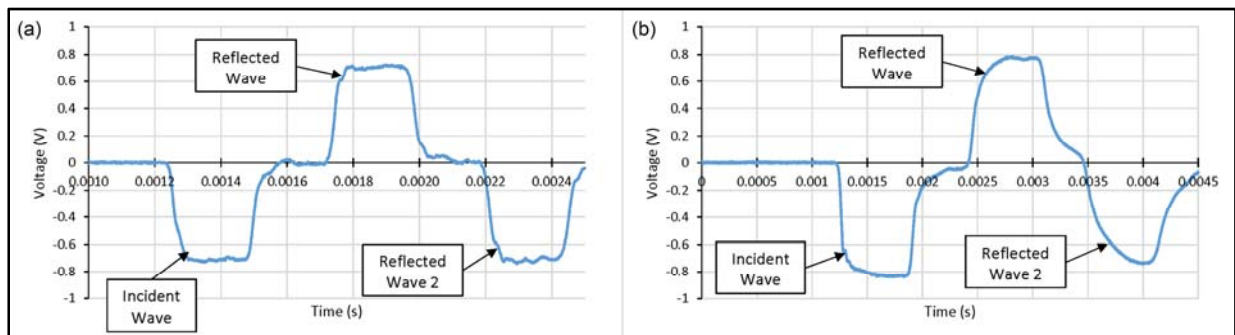 (a)
1
0.8
0.6
0.4
0.2
0
-0.2
-0.4
-0.6
-0.8
-1
Voltage (V)
0.0010 0.0012 0.0014 0.0016 0.0018 0.0020 0.0022 0.0024
Time (s)
Reflected
Wave
Incident
Wave
Reflected
Wave 2
(b)
1
0.8
0.6
0.4
0.2
0
-0.2
-0.4
-0.6
-0.8
-1
Voltage (V)
0 0.0005 0.001 0.0015 0.002 0.0025 0.003 0.0035 0.004 0.0045
Time (s)
Reflected
Wave
Incident
Wave
Reflected
Wave 2